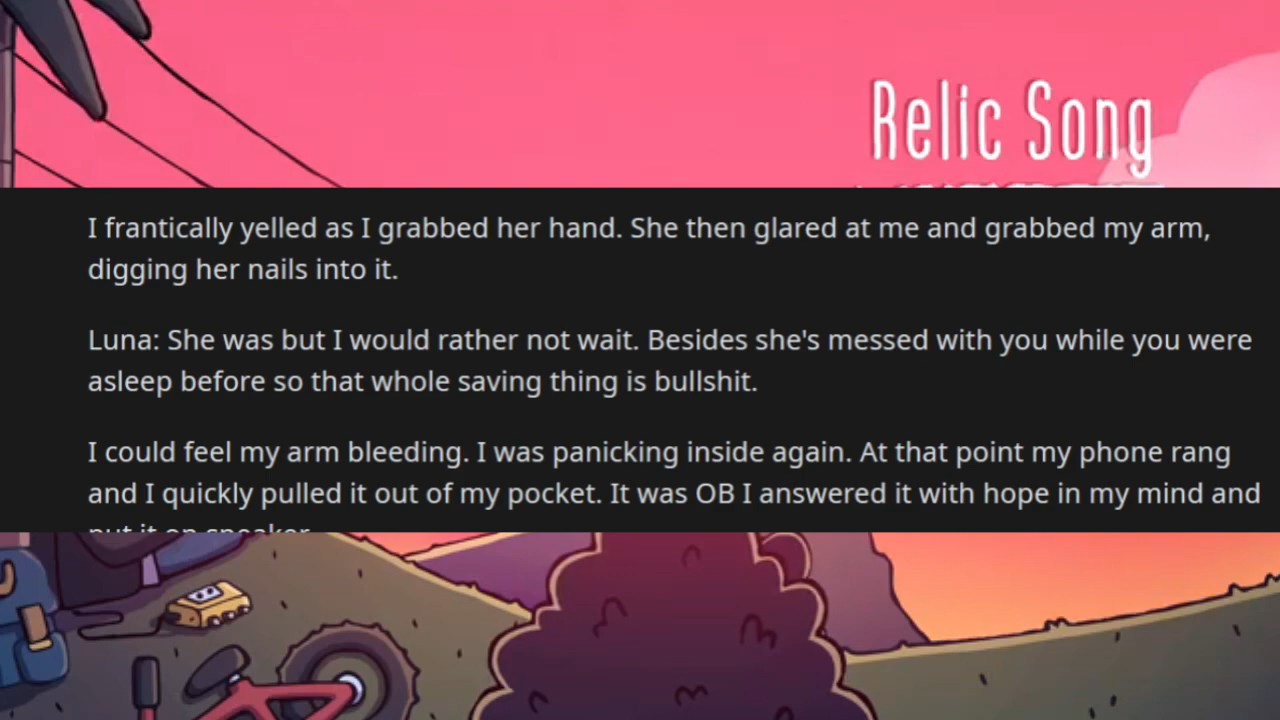 Relic Song
I frantically yelled as I grabbed her hand. She then glared at me and grabbed my arm,
digging her nails into it.
Luna: She was but I would rather not wait. Besides she's messed with you while you were
asleep before so that whole saving thing is bullshit.
I could feel my arm bleeding. I was panicking inside again. At that point my phone rang
and I quickly pulled it out of my pocket. It was OB I answered it with hope in my mind and
put it on speaker.